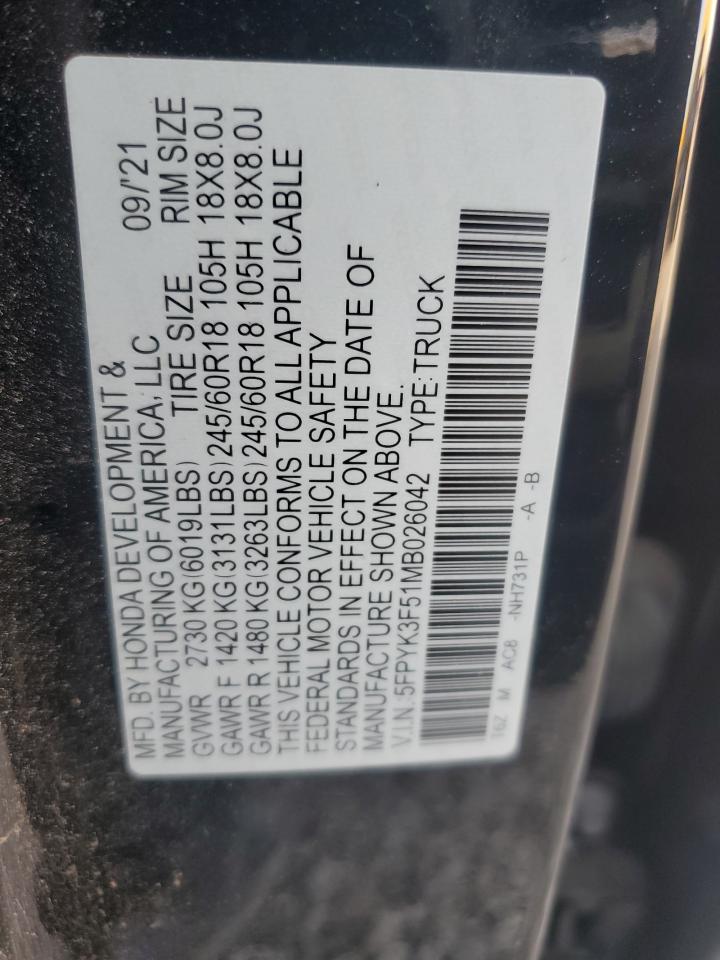 MFD. BY HONDA DEVELOPMENT & 09/'21
MANUFACTURING OF AMERICA, LLC
GVWR 2730 KG(6019LBS) TIRE SIZE RIM SIZE
GAWR F 1420 KG(3131LBS)245/60R18 105H 18X8.0J
GAWR R 1480 KG(3263LBS)245/60R18 105H 18X8.0J
THIS VEHICLE CONFORMS TO ALL APPLICABLE
FEDERAL MOTOR VEHICLE SAFETY
STANDARDS IN EFFECT ON THE DATE OF
MANUFACTURE SHOWN ABOVE.
V.I.N.:5FPYK3F51MB026042 TYPE:TRUCK
T6Z M AC8 -NH731P -A -B